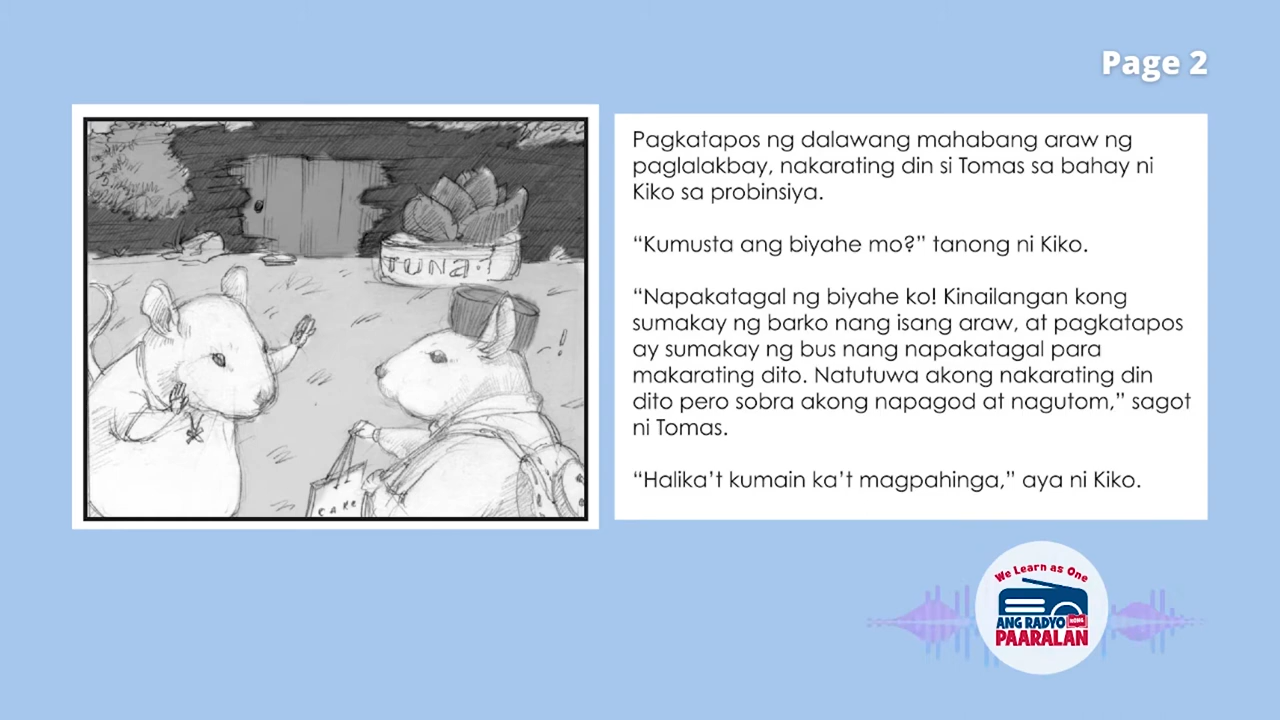 Page 2
Pagkatapos ng dalawang mahabang araw ng
paglalakbay, nakarating din si Tomas sa bahay ni
Kiko sa probinsiya.
“Kumusta ang biyahe mo?” tanong ni Kiko.
“Napakatagal ng biyahe ko! Kinailangan kong
sumakay ng barko nang isang araw, at pagkatapos
ay sumakay ng bus nang napakatagal para
makarating dito. Natutuwa akong nakarating din
dito pero sobra akong napagod at nagutom,” sagot
ni Tomas.
“Halika’t kumain ka’t magpahinga,” aya ni Kiko.
TUNA
CAKE
We Learn as One
ANG RADYO
KONG
PAARALAN